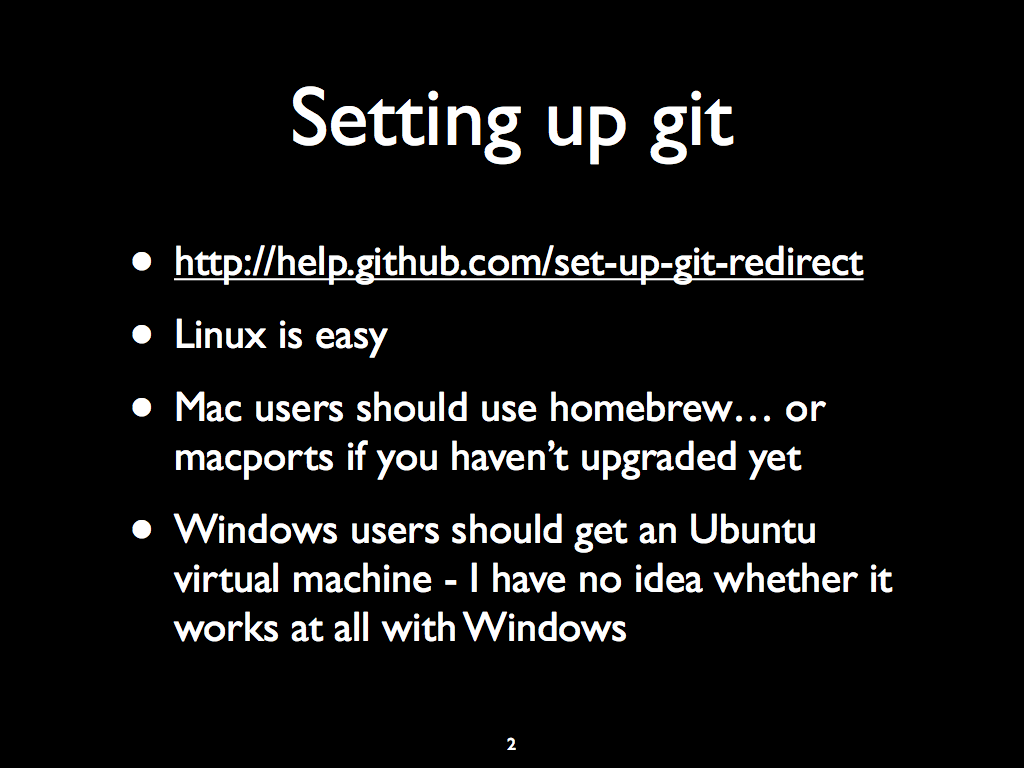 Setting up git
• http://help.github.com/set-up-git-redirect
• Linux is easy
• Mac users should use homebrew… or
macports if you haven’t upgraded yet
• Windows users should get an Ubuntu
virtual machine - I have no idea whether it
works at all with Windows
2